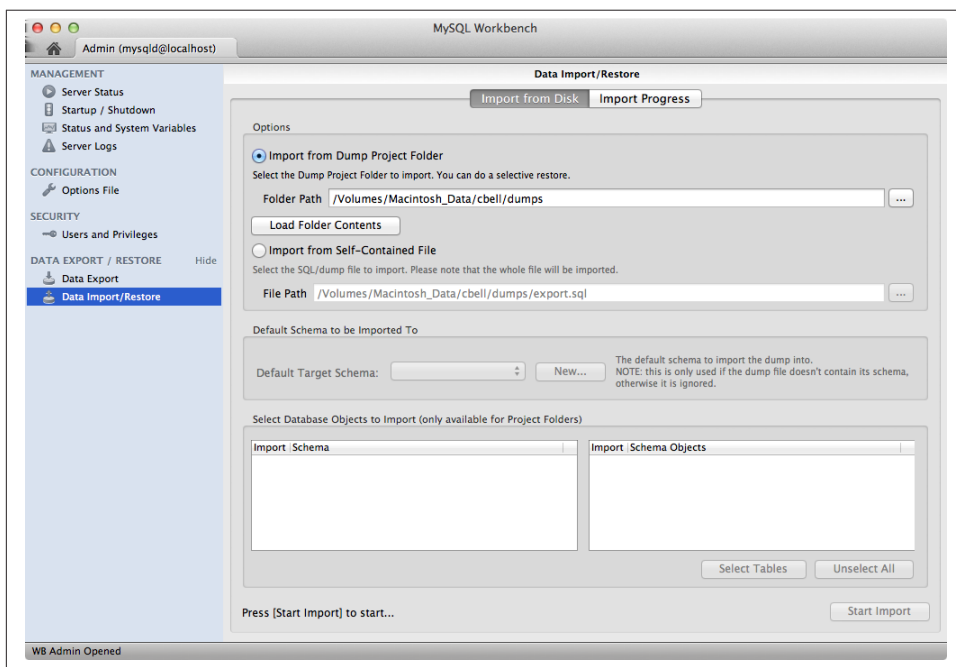 MySQL Workbench
Admin (mysqld@localhost)
MANAGEMENT
Server Status
Startup / Shutdown
Status and System Variables
Server Logs
CONFIGURATION
Options File
SECURITY
Users and Privileges
DATA EXPORT / RESTORE Hide
Data Export
Data Import/Restore
Data Import/Restore
Import from Disk Import Progress
Options
Import from Dump Project Folder
Select the Dump Project Folder to import. You can do a selective restore.
Folder Path /Volumes/Macintosh_Data/cbell/dumps ...
Load Folder Contents
Import from Self-Contained File
Select the SQL/dump file to import. Please note that the whole file will be imported.
File Path /Volumes/Macintosh_Data/cbell/dumps/export.sql ...
Default Schema to be Imported To
Default Target Schema: New...
The default schema to import the dump into.
NOTE: this is only used if the dump file doesn't contain its schema,
otherwise it is ignored.
Select Database Objects to Import (only available for Project Folders)
Import Schema
Import Schema Objects
Select Tables Unselect All
Press [Start Import] to start... Start Import
WB Admin Opened